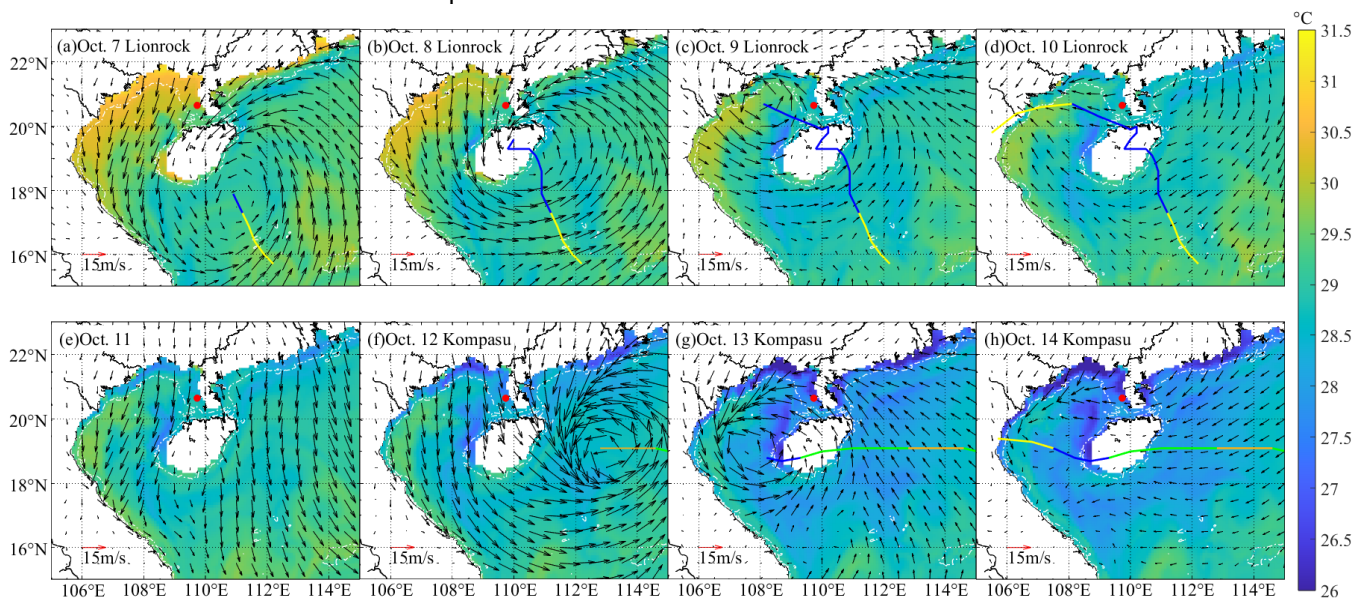 °C
(a)Oct. 7 Lionrock
(b)Oct. 8 Lionrock
(c)Oct. 9 Lionrock
(d)Oct. 10 Lionrock
31.5
22°N
31
20°N
30.5
18°N
30
16°N
15m/s
15m/s
15m/s
15m/s
29.5
29
(e)Oct. 11
(f)Oct. 12 Kompasu
(g)Oct. 13 Kompasu
(h)Oct. 14 Kompasu
28.5
22°N
28
20°N
27.5
18°N
27
16°N
15m/s
15m/s
15m/s
15m/s
26.5
26
106°E 108°E 110°E 112°E 114°E
106°E 108°E 110°E 112°E 114°E
106°E 108°E 110°E 112°E 114°E
106°E 108°E 110°E 112°E 114°E